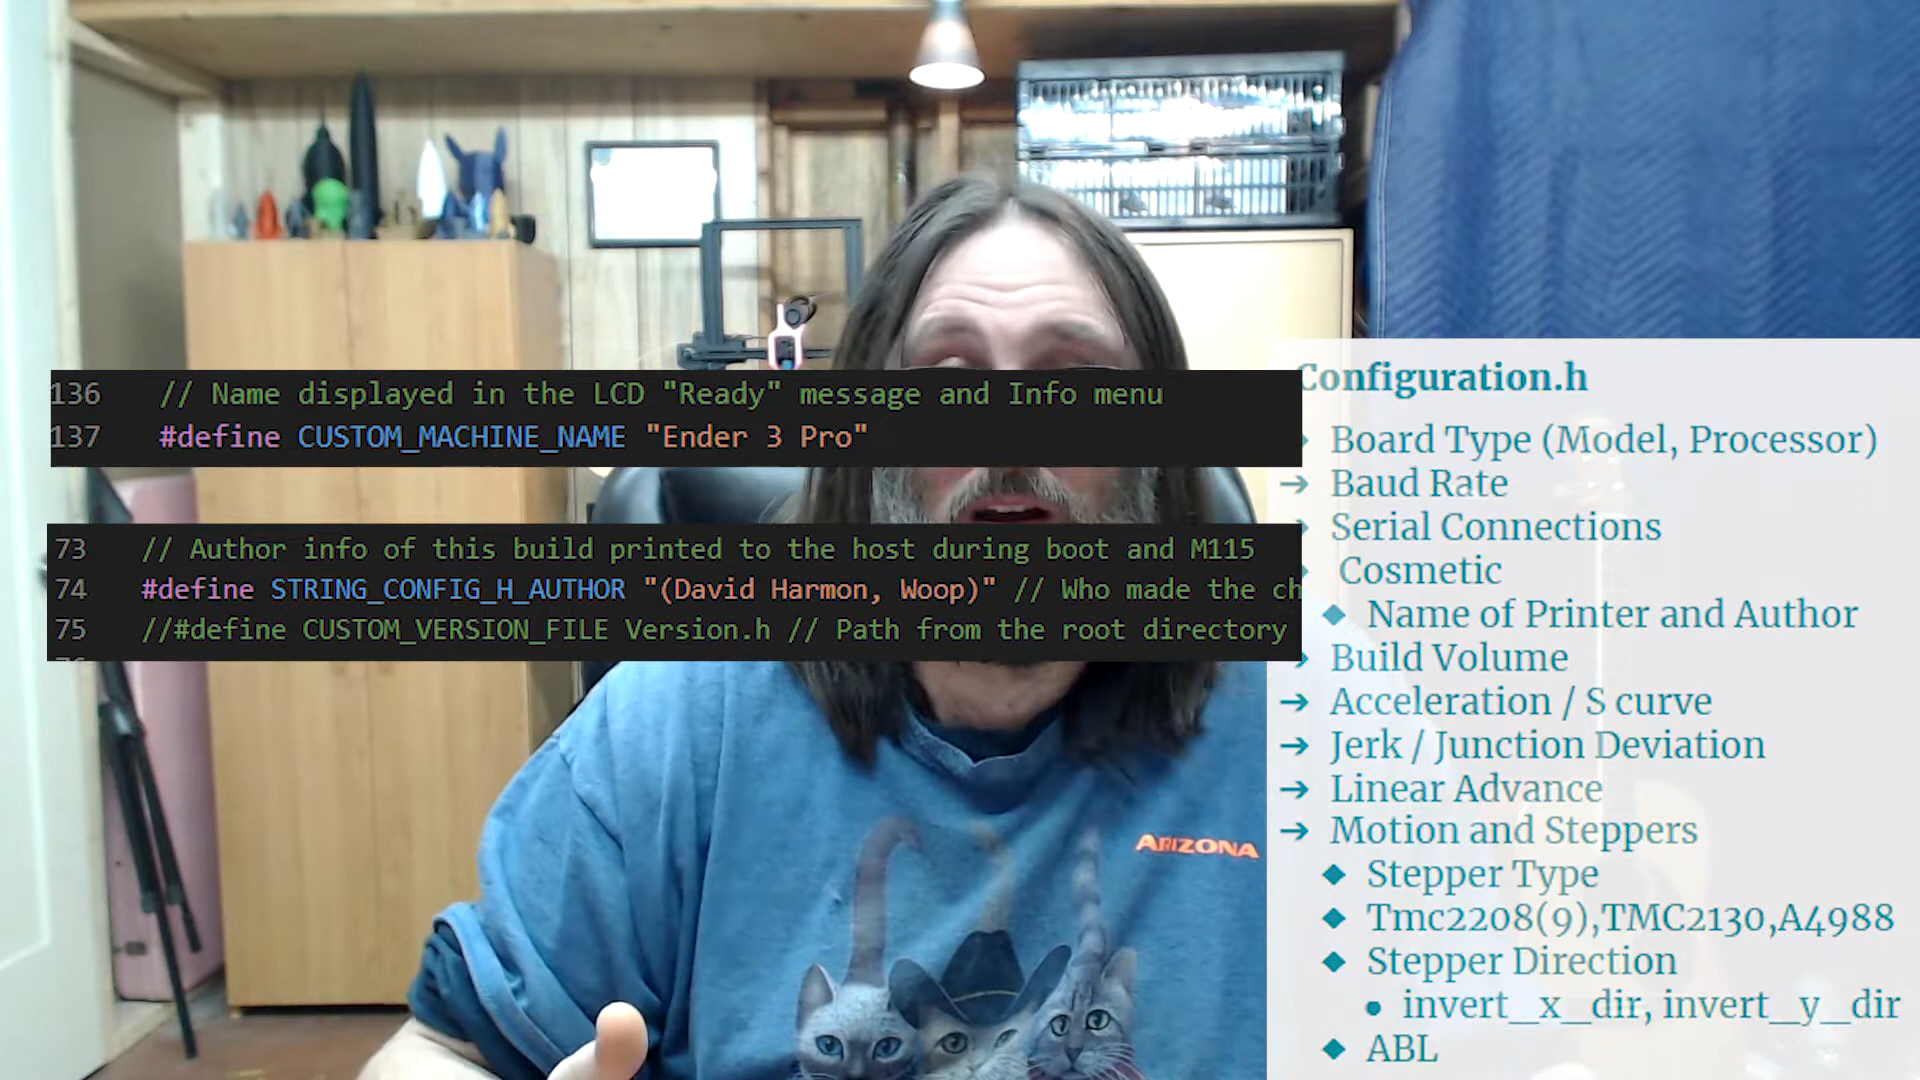 136 // Name displayed in the LCD "Ready" message and Info menu
137 #define CUSTOM_MACHINE_NAME "Ender 3 Pro"
73 // Author info of this build printed to the host during boot and M115
74 #define STRING_CONFIG_H_AUTHOR "(David Harmon, Woop)" // Who made the ch
75 //#define CUSTOM_VERSION_FILE Version.h // Path from the root directory
Configuration.h
Board Type (Model, Processor)
➔ Baud Rate
Serial Connections
Cosmetic
◆ Name of Printer and Author
Build Volume
➔ Acceleration / S curve
➔ Jerk / Junction Deviation
➔ Linear Advance
➔ Motion and Steppers
◆ Stepper Type
◆ Tmc2208(9),TMC2130,A4988
◆ Stepper Direction
● invert_x_dir, invert_y_dir
◆ ABL
ARIZONA